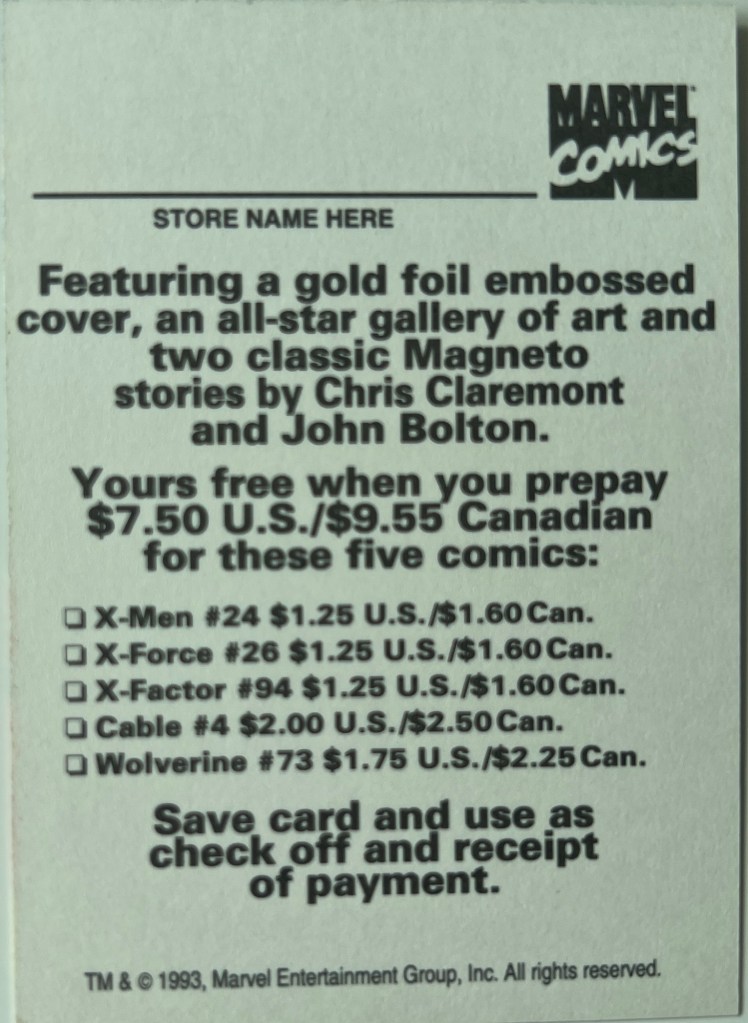 MARVEL
COMICS
STORE NAME HERE
Featuring a gold foil embossed
cover, an all-star gallery of art and
two classic Magneto
stories by Chris Claremont
and John Bolton.
Yours free when you prepay
$7.50 U.S./$9.55 Canadian
for these five comics:
❏ X-Men #24 $1.25 U.S./$1.60 Can.
❏ X-Force #26 $1.25 U.S./$1.60 Can.
❏ X-Factor #94 $1.25 U.S./$1.60 Can.
❏ Cable #4 $2.00 U.S./$2.50 Can.
❏ Wolverine #73 $1.75 U.S./$2.25 Can.
Save card and use as
check off and receipt
of payment.
TM & © 1993, Marvel Entertainment Group, Inc. All rights reserved.